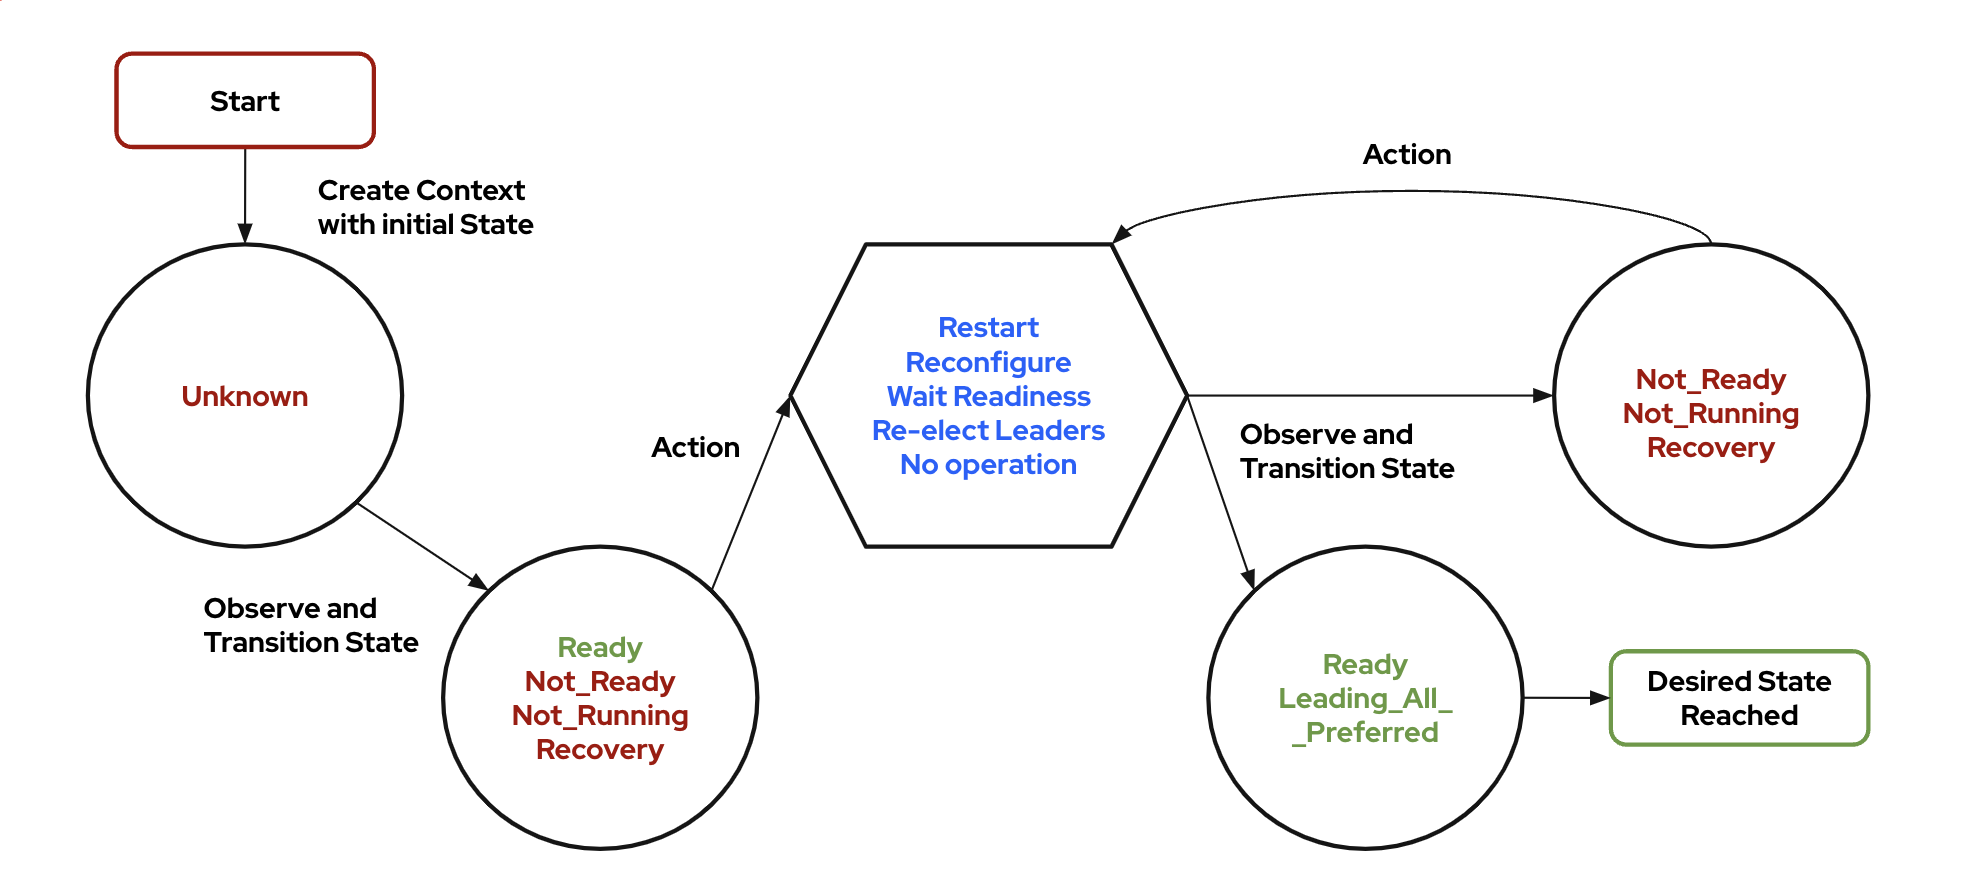 Start
Create Context
with initial State
Unknown
Observe and
Transition State
Ready
Not_Ready
Not_Running
Recovery
Action
Restart
Reconfigure
Wait Readiness
Re-elect Leaders
No operation
Action
Observe and
Transition State
Not_Ready
Not_Running
Recovery
Ready
Leading_All_
_Preferred
Desired State
Reached